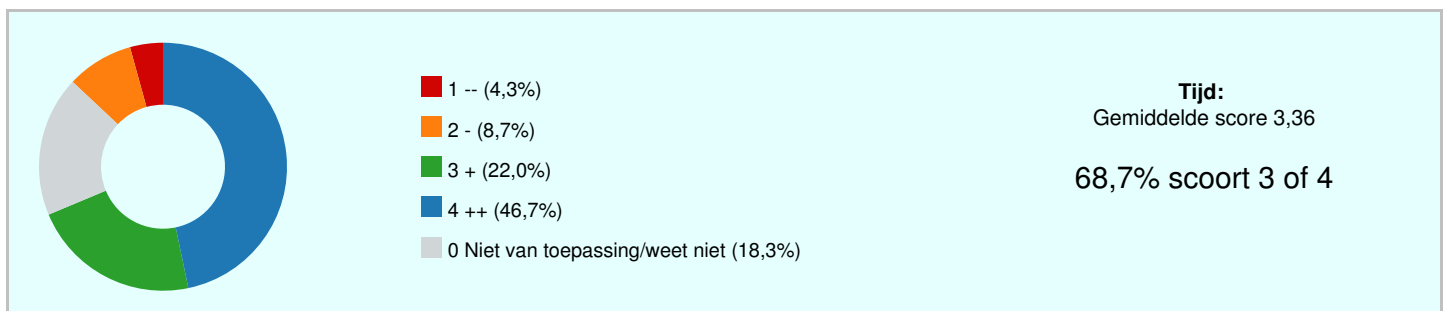 1 -- (4,3%)
2 - (8,7%)
3 + (22,0%)
4 ++ (46,7%)
0 Niet van toepassing/weet niet (18,3%)
Tijd:
Gemiddelde score 3,36
68,7% scoort 3 of 4